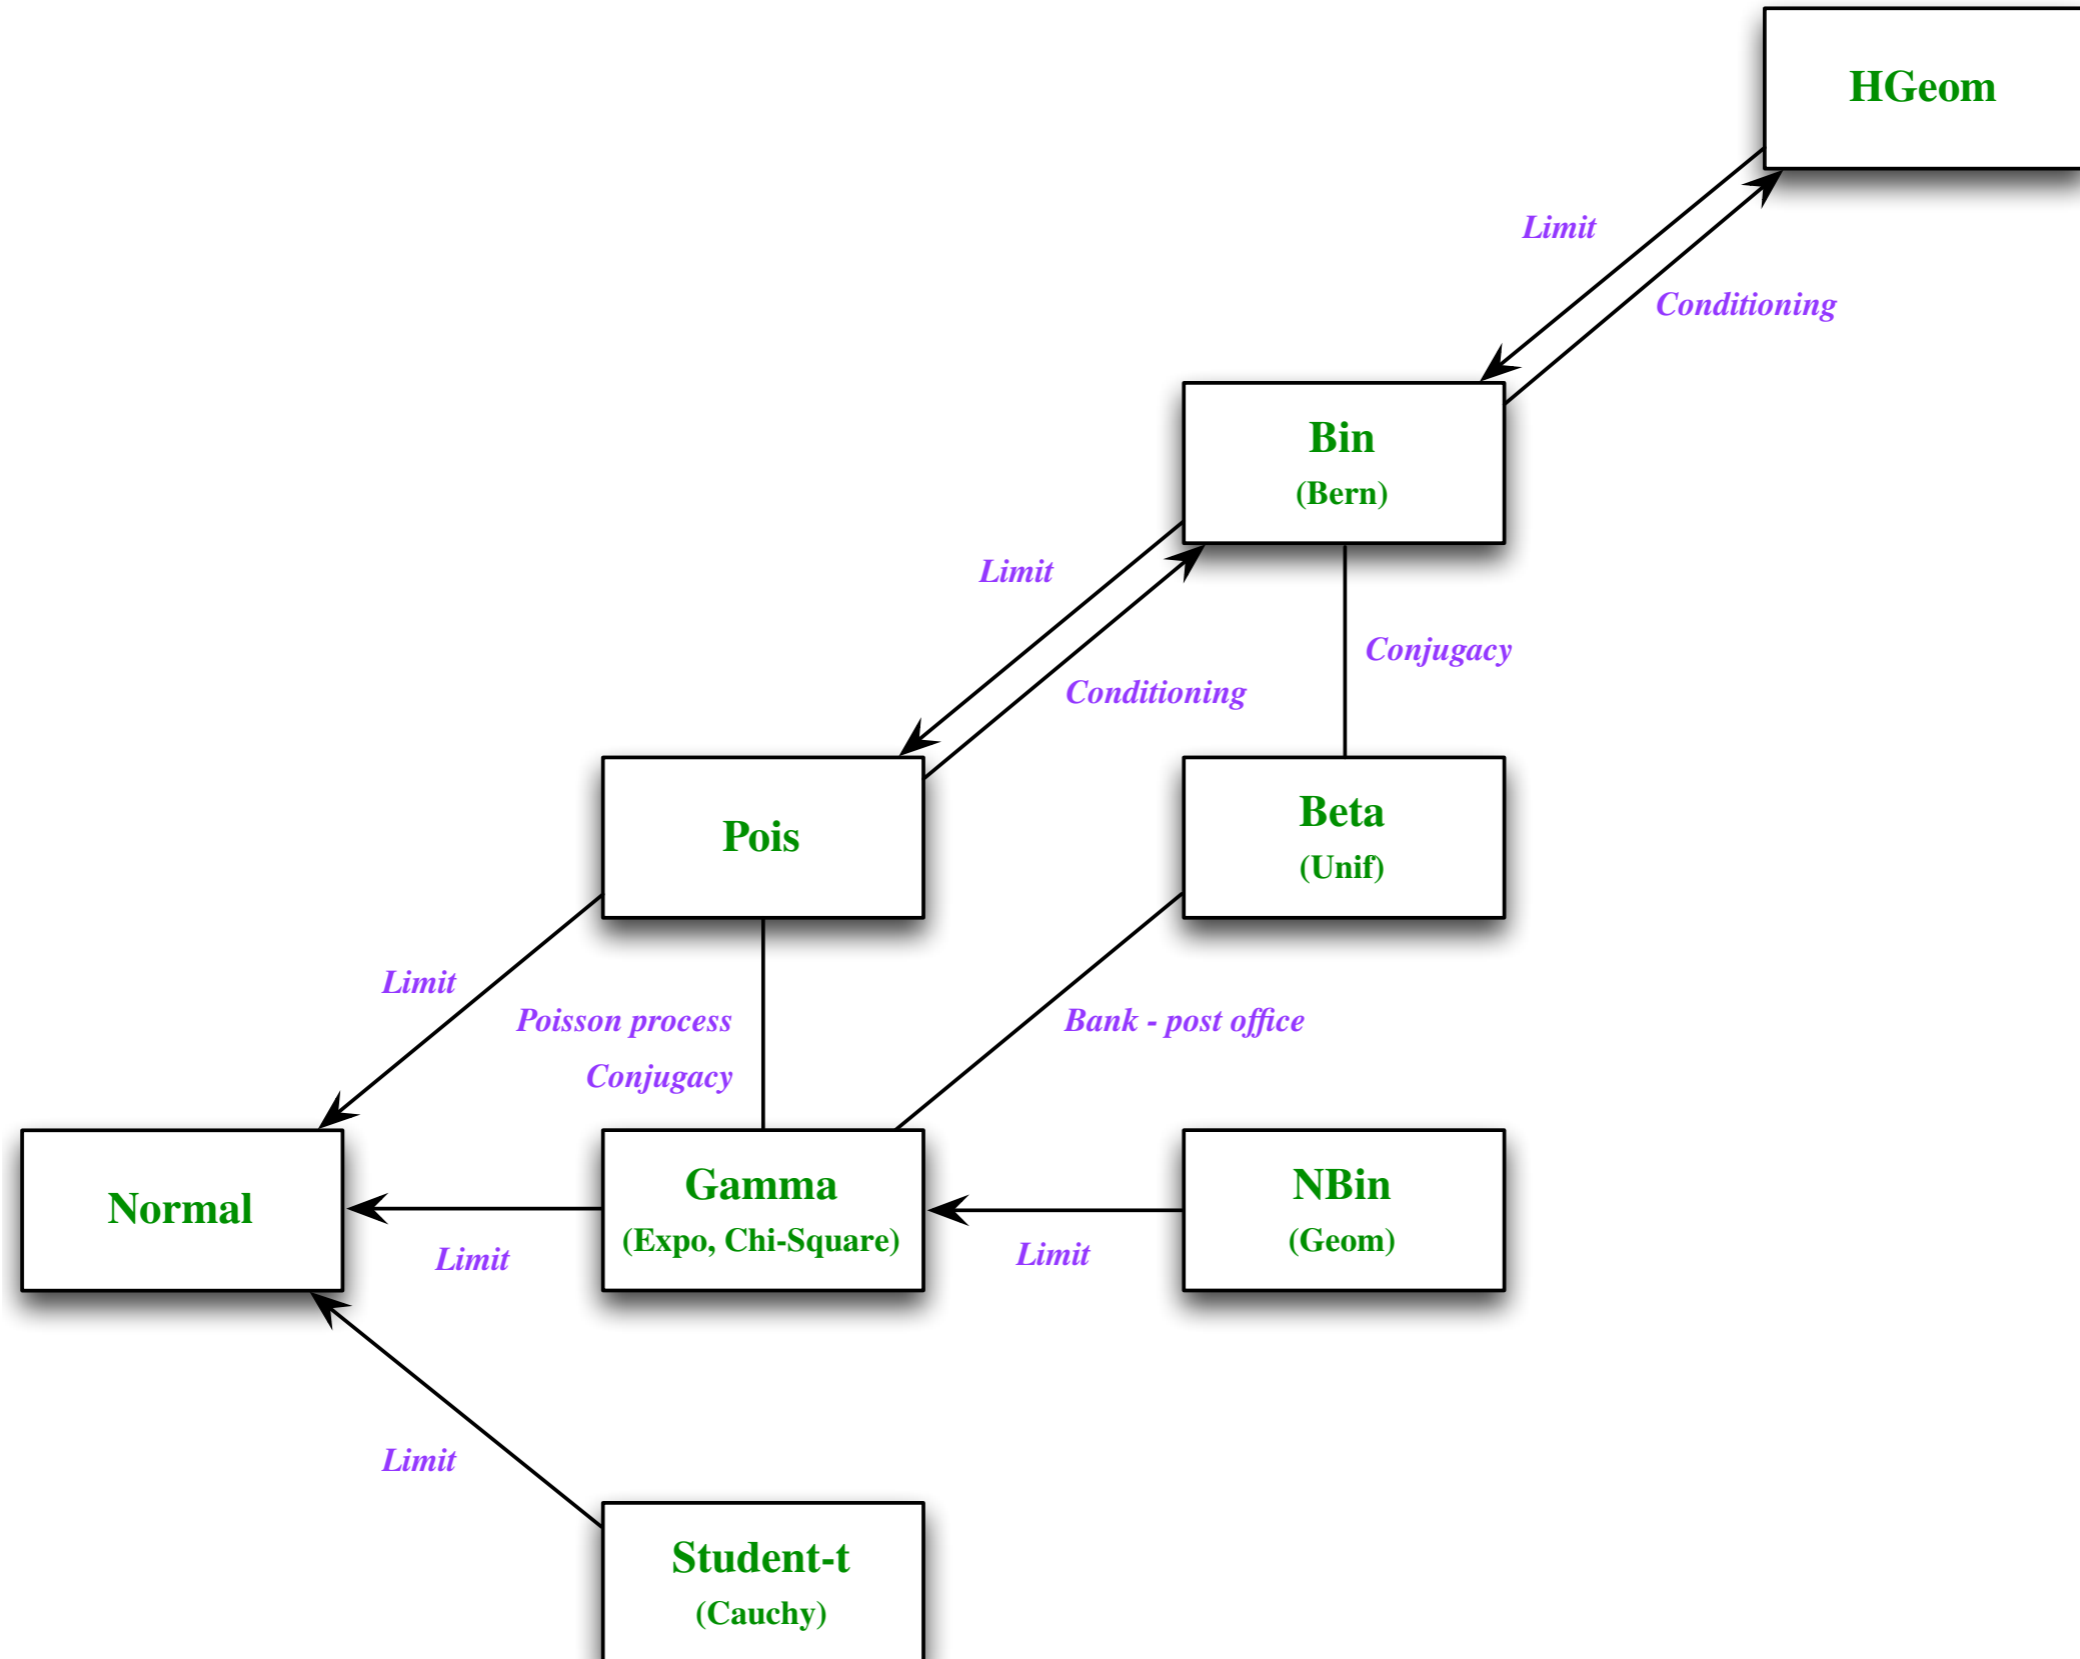 HGeom
Limit
Conditioning
Bin
(Bern)
Limit
Conjugacy
Conditioning
Pois
Beta
(Unif)
Limit
Poisson process
Conjugacy
Bank - post office
Normal
Gamma
(Expo, Chi-Square)
NBin
(Geom)
Limit
Limit
Limit
Student-t
(Cauchy)